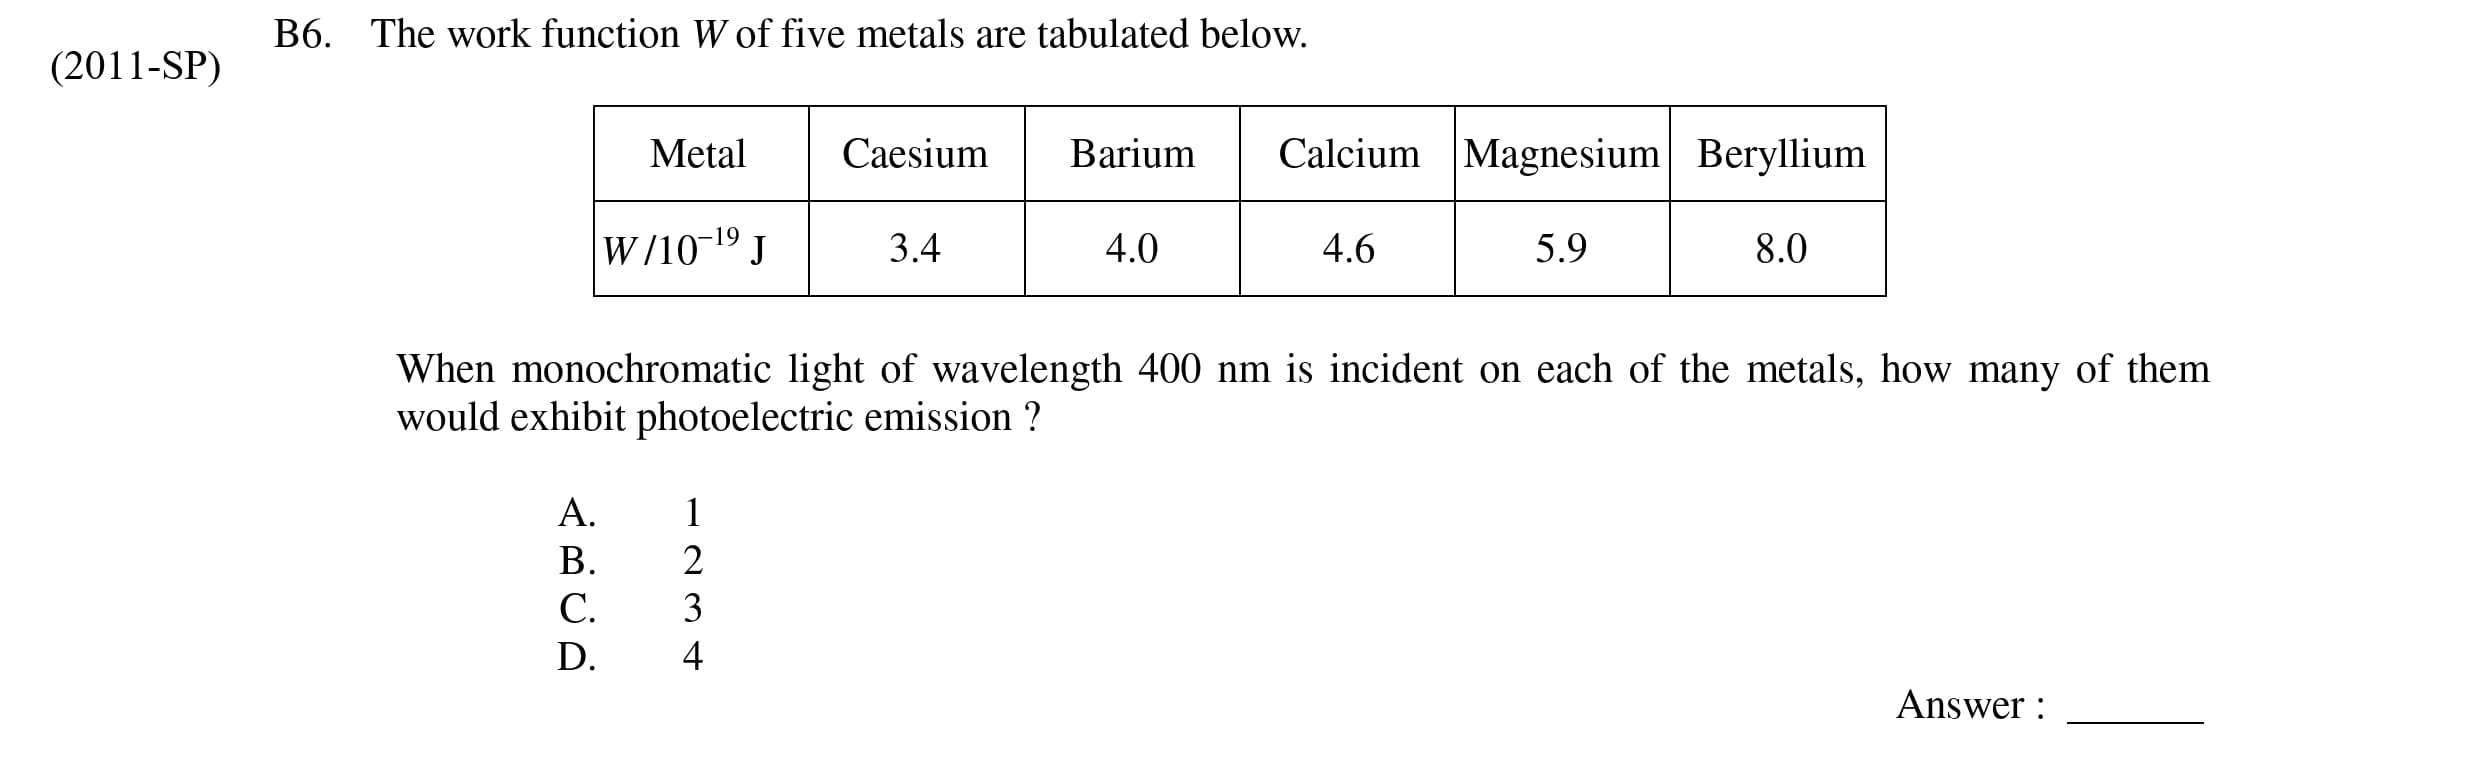 B6. The work function W of five metals are tabulated below.
(2011-SP)
Metal Caesium Barium Calcium Magnesium Beryllium
W/10⁻¹⁹ J 3.4 4.0 4.6 5.9 8.0
When monochromatic light of wavelength 400 nm is incident on each of the metals, how many of them
would exhibit photoelectric emission ?
A. 1
B. 2
C. 3
D. 4
Answer : ______